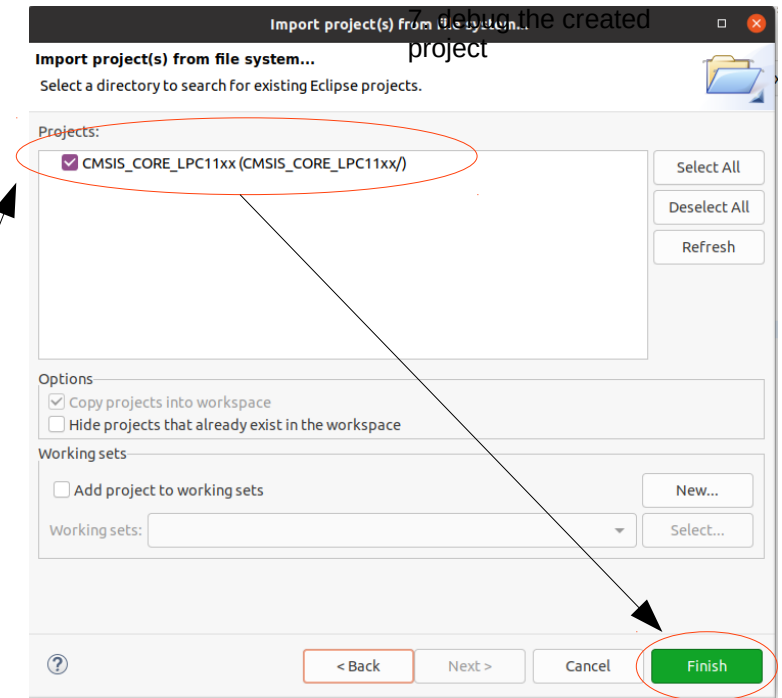 Import project(s) from file system...
7. debug the created
project
Import project(s) from file system...
Select a directory to search for existing Eclipse projects.
Projects:
CMSIS_CORE_LPC11xx (CMSIS_CORE_LPC11xx/)
Select All
Deselect All
Refresh
Options
Copy projects into workspace
Hide projects that already exist in the workspace
Working sets
Add project to working sets
New...
Working sets:
Select...
?
< Back
Next >
Cancel
Finish